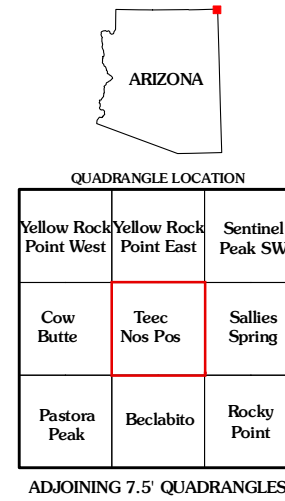 ARIZONA
QUADRANGLE LOCATION
Yellow Rock Point West
Yellow Rock Point East
Sentinel Peak SW
Cow Butte
Teec Nos Pos
Sallies Spring
Pastora Peak
Beclabito
Rocky Point
ADJOINING 7.5' QUADRANGLES